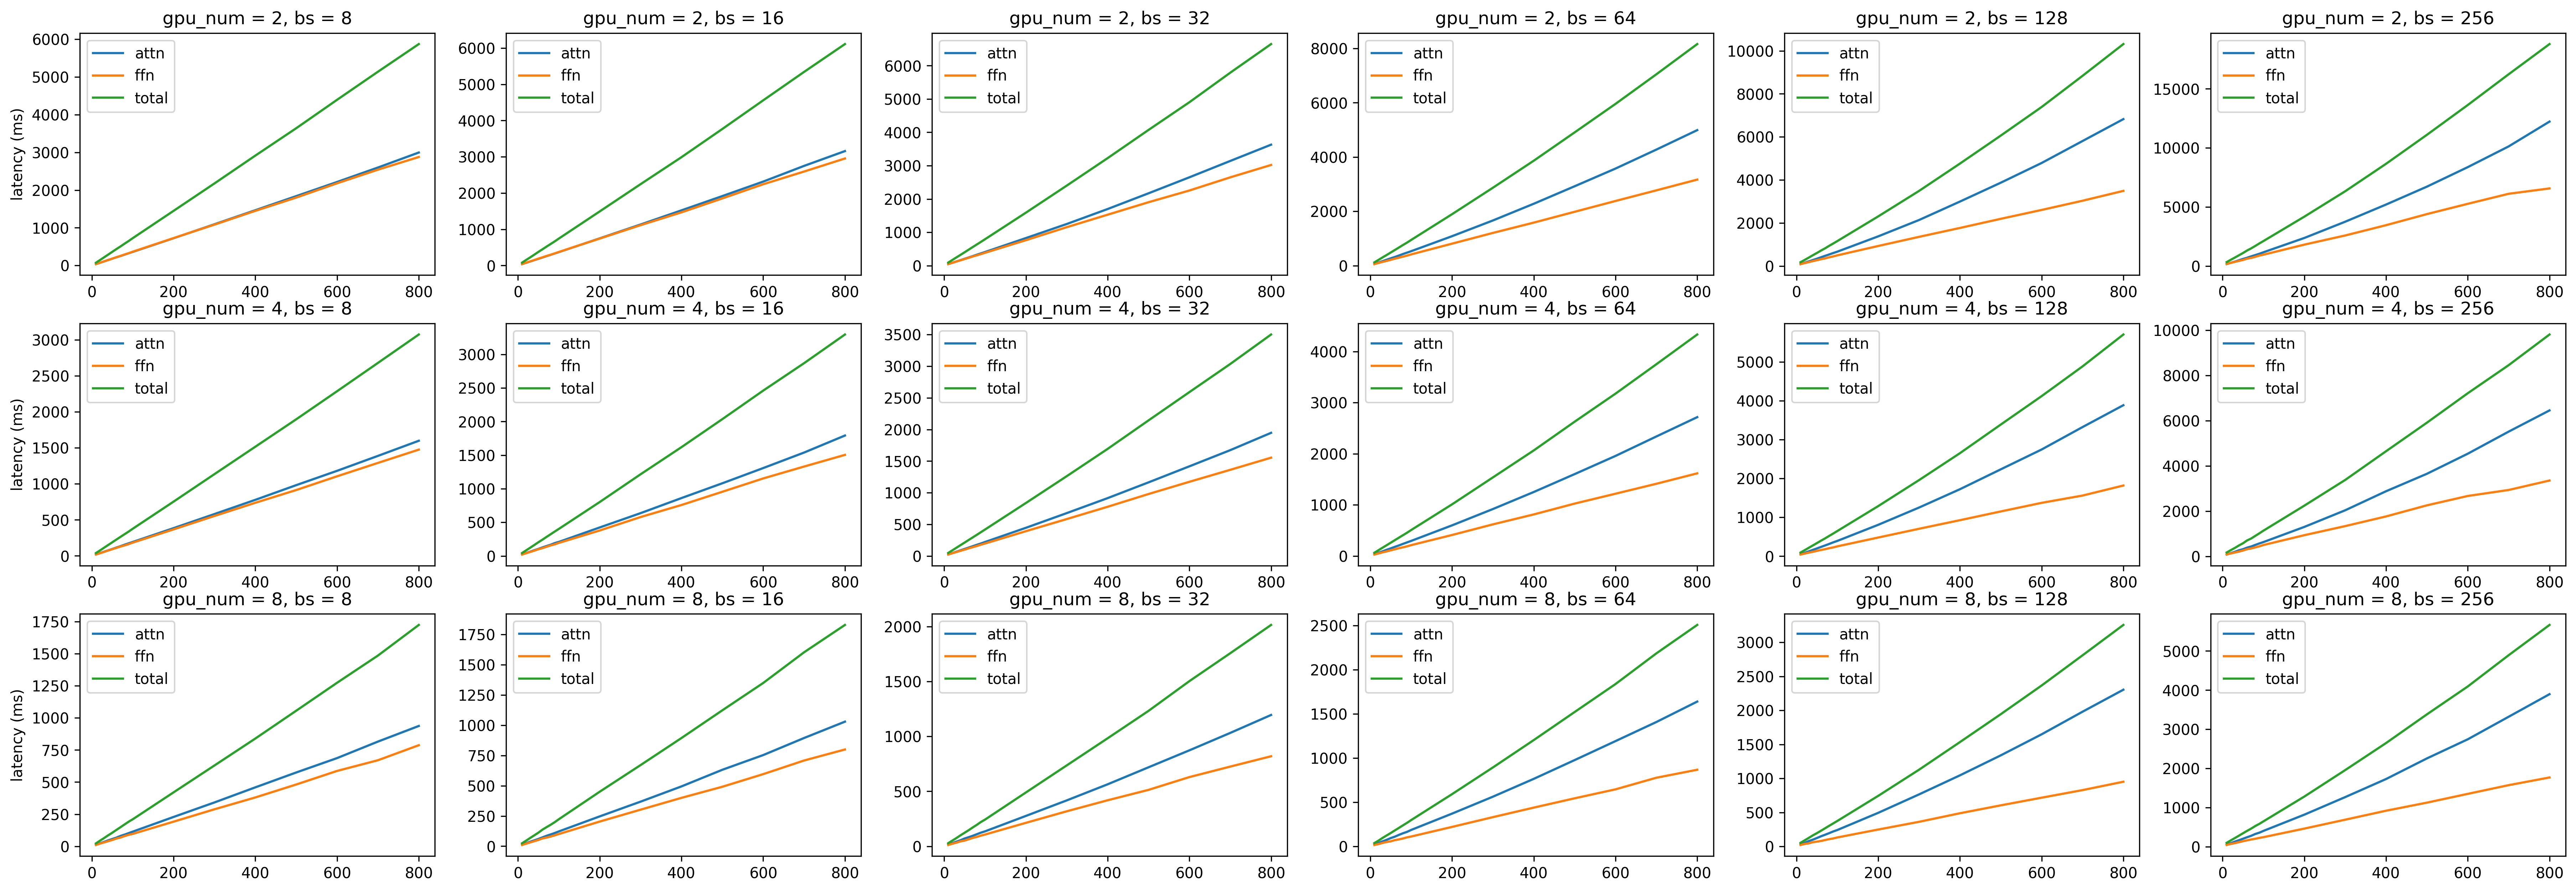 gpu_num = 2, bs = 8
6000
5000
4000
3000
2000
1000
0
latency (ms)
attn
ffn
total
0 200 400 600 800
gpu_num = 2, bs = 16
6000
5000
4000
3000
2000
1000
0
attn
ffn
total
0 200 400 600 800
gpu_num = 2, bs = 32
6000
5000
4000
3000
2000
1000
0
attn
ffn
total
0 200 400 600 800
gpu_num = 2, bs = 64
8000
6000
4000
2000
0
attn
ffn
total
0 200 400 600 800
gpu_num = 2, bs = 128
10000
8000
6000
4000
2000
0
attn
ffn
total
0 200 400 600 800
gpu_num = 2, bs = 256
15000
10000
5000
0
attn
ffn
total
0 200 400 600 800
gpu_num = 4, bs = 8
3000
2500
2000
1500
1000
500
0
latency (ms)
attn
ffn
total
0 200 400 600 800
gpu_num = 4, bs = 16
3000
2500
2000
1500
1000
500
0
attn
ffn
total
0 200 400 600 800
gpu_num = 4, bs = 32
3500
3000
2500
2000
1500
1000
500
0
attn
ffn
total
0 200 400 600 800
gpu_num = 4, bs = 64
4000
3000
2000
1000
0
attn
ffn
total
0 200 400 600 800
gpu_num = 4, bs = 128
5000
4000
3000
2000
1000
0
attn
ffn
total
0 200 400 600 800
gpu_num = 4, bs = 256
10000
8000
6000
4000
2000
0
attn
ffn
total
0 200 400 600 800
gpu_num = 8, bs = 8
1750
1500
1250
1000
750
500
250
0
latency (ms)
attn
ffn
total
0 200 400 600 800
gpu_num = 8, bs = 16
1750
1500
1250
1000
750
500
250
0
attn
ffn
total
0 200 400 600 800
gpu_num = 8, bs = 32
2000
1500
1000
500
0
attn
ffn
total
0 200 400 600 800
gpu_num = 8, bs = 64
2500
2000
1500
1000
500
0
attn
ffn
total
0 200 400 600 800
gpu_num = 8, bs = 128
3000
2500
2000
1500
1000
500
0
attn
ffn
total
0 200 400 600 800
gpu_num = 8, bs = 256
5000
4000
3000
2000
1000
0
attn
ffn
total
0 200 400 600 800